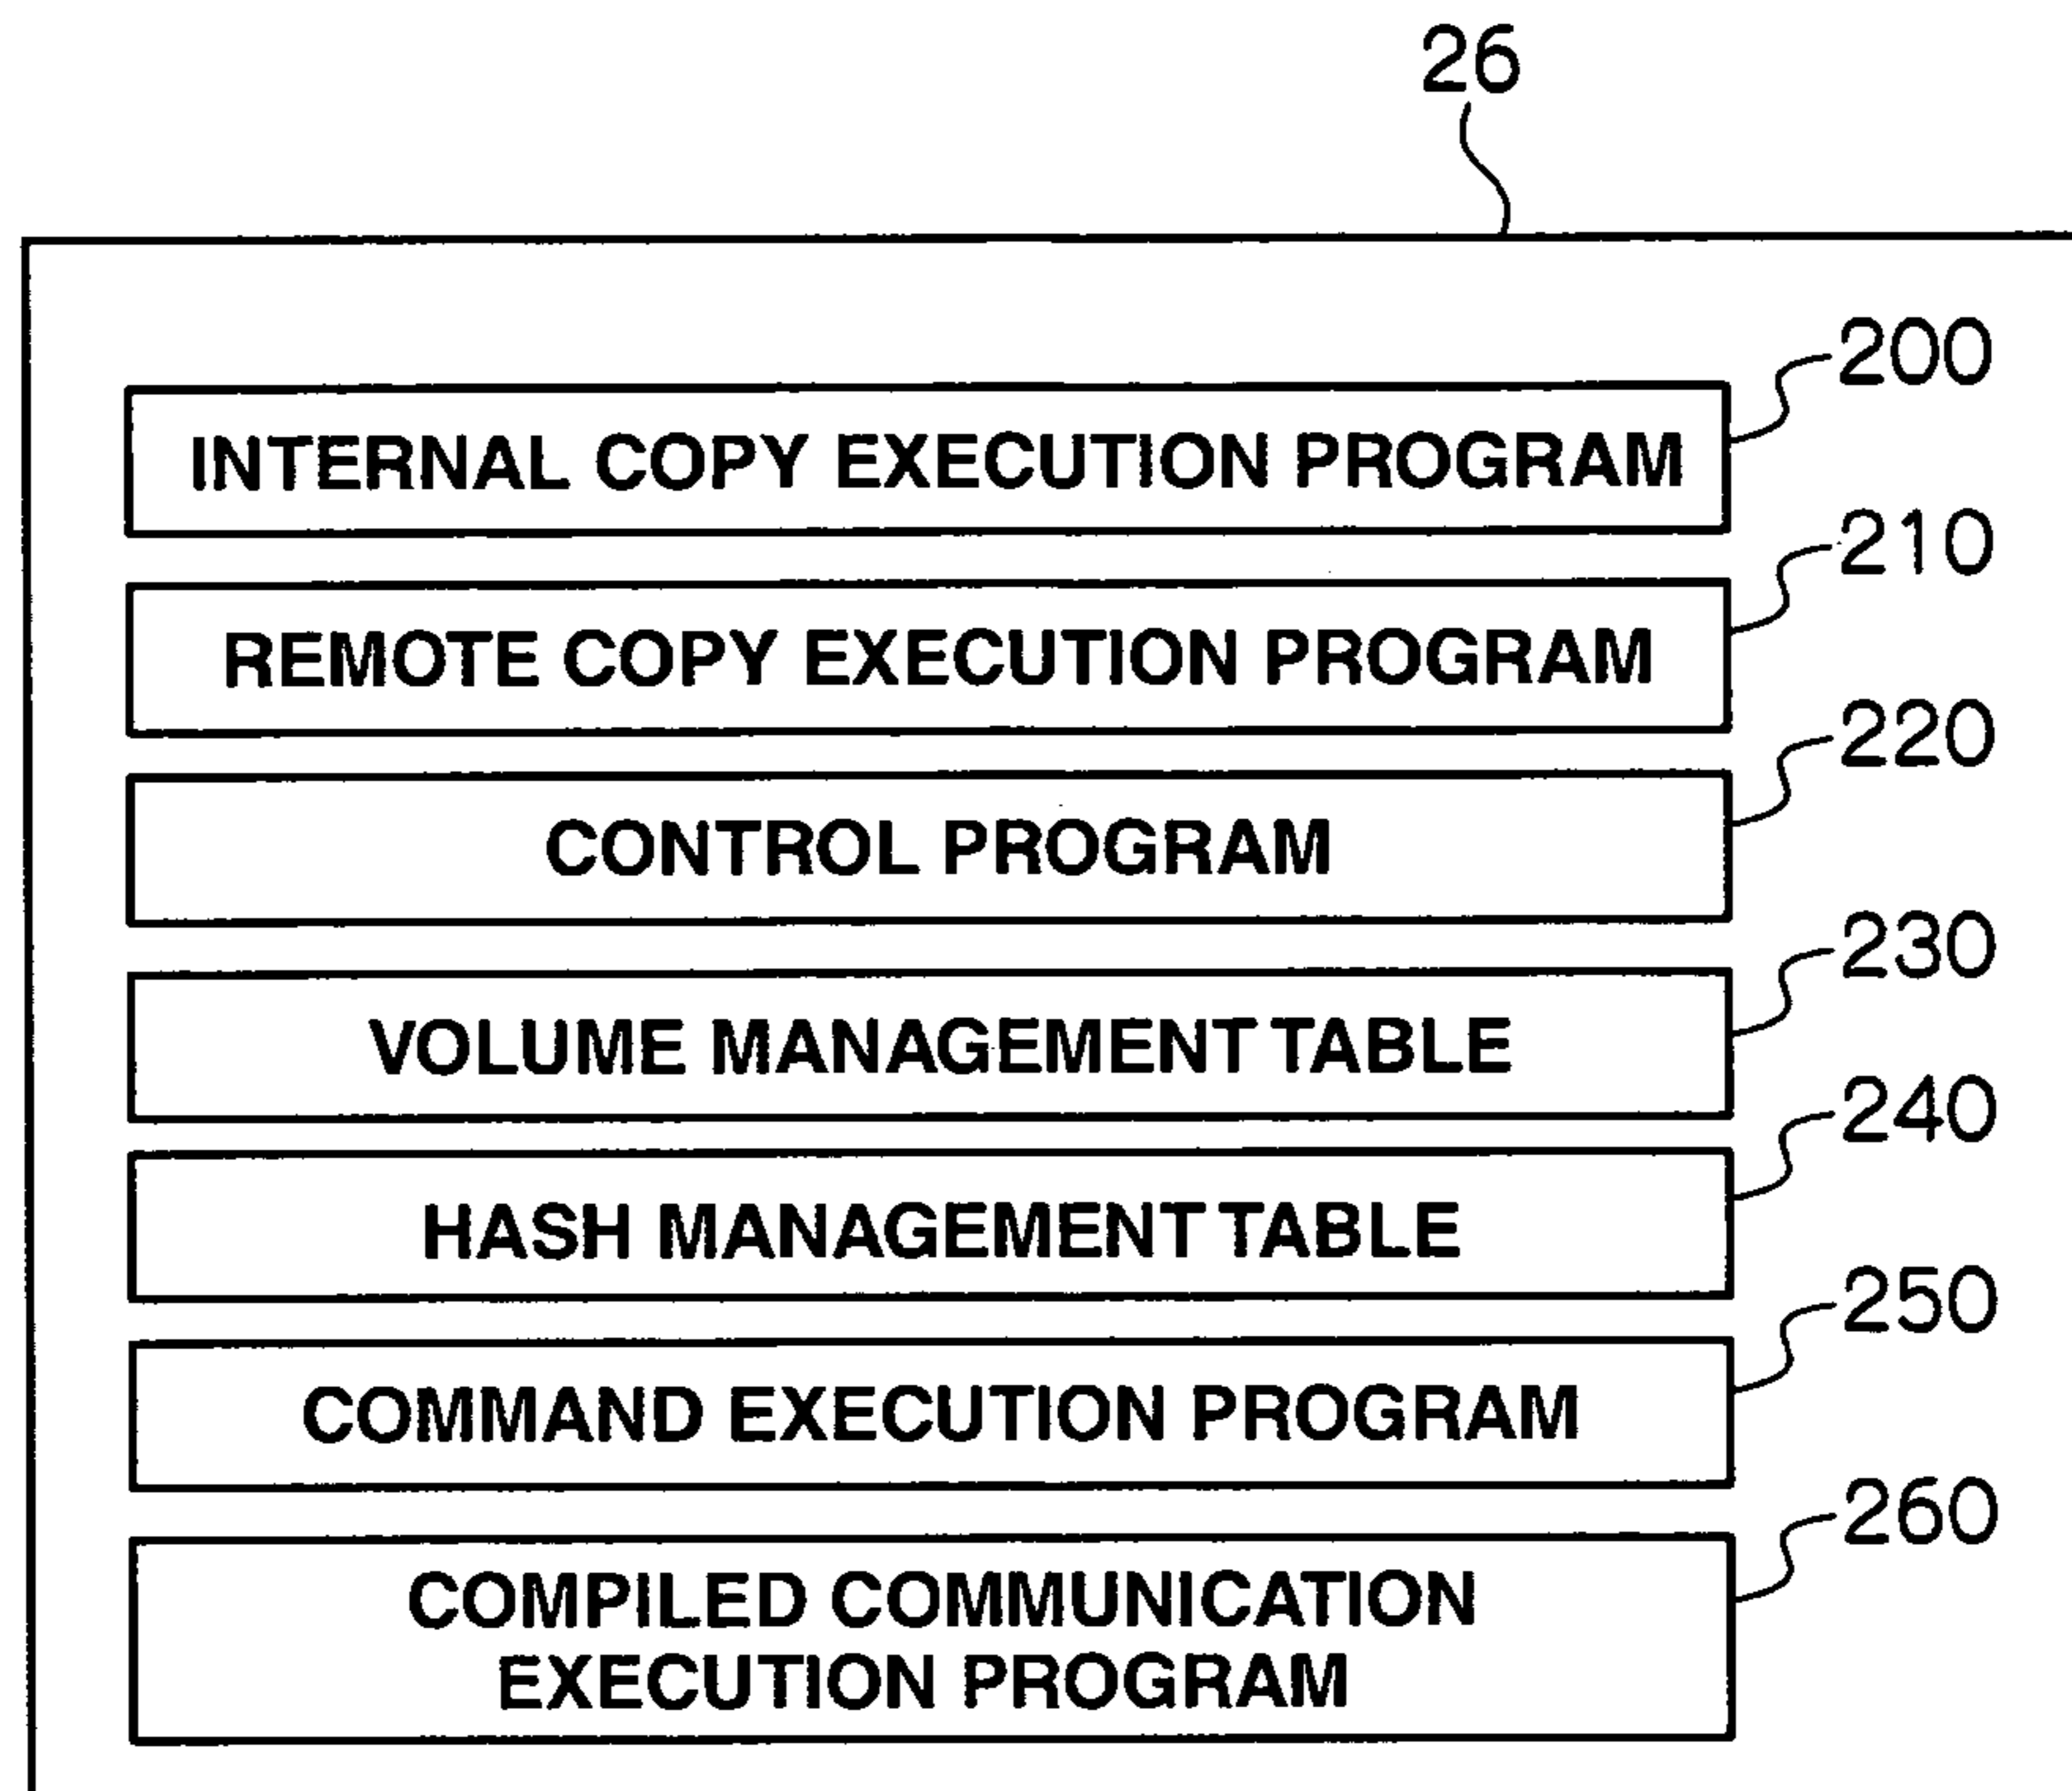 26
INTERNAL COPY EXECUTION PROGRAM
200
REMOTE COPY EXECUTION PROGRAM
210
CONTROL PROGRAM
220
VOLUME MANAGEMENT TABLE
230
HASH MANAGEMENT TABLE
240
COMMAND EXECUTION PROGRAM
250
COMPILED COMMUNICATION
EXECUTION PROGRAM
260